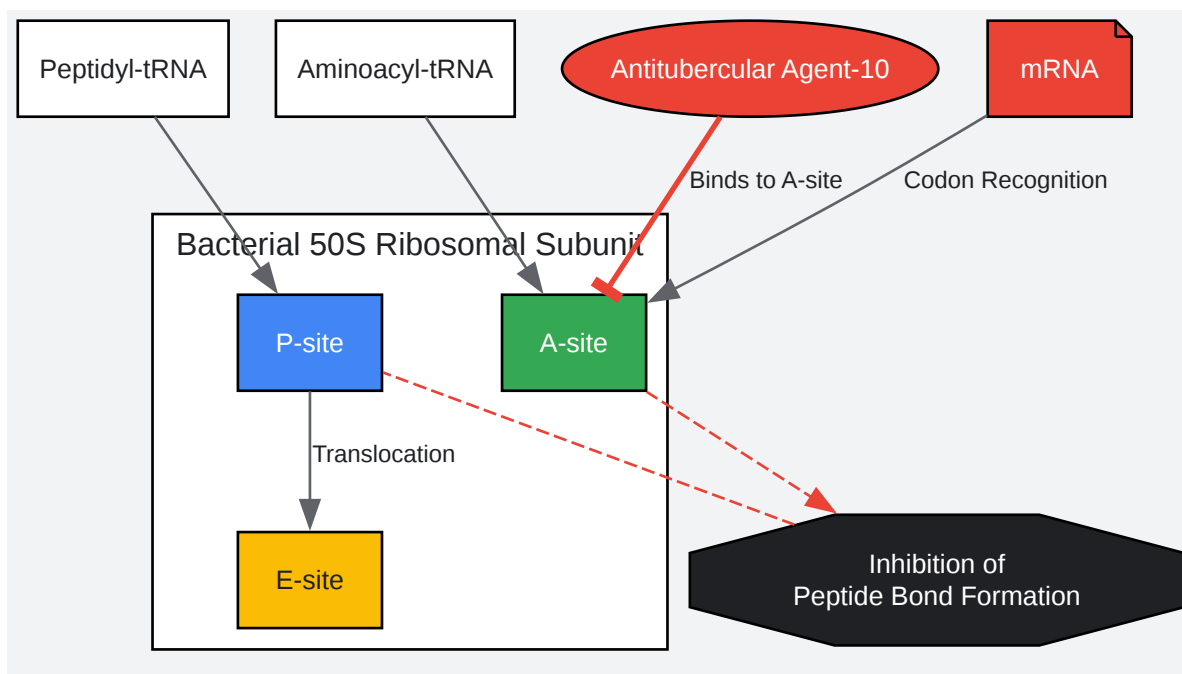 Peptidyl-tRNA
Aminoacyl-tRNA
Antitubercular Agent-10
mRNA
Binds to A-site
Codon Recognition
Bacterial 50S Ribosomal Subunit
P-site
A-site
Translocation
E-site
Inhibition of
Peptide Bond Formation